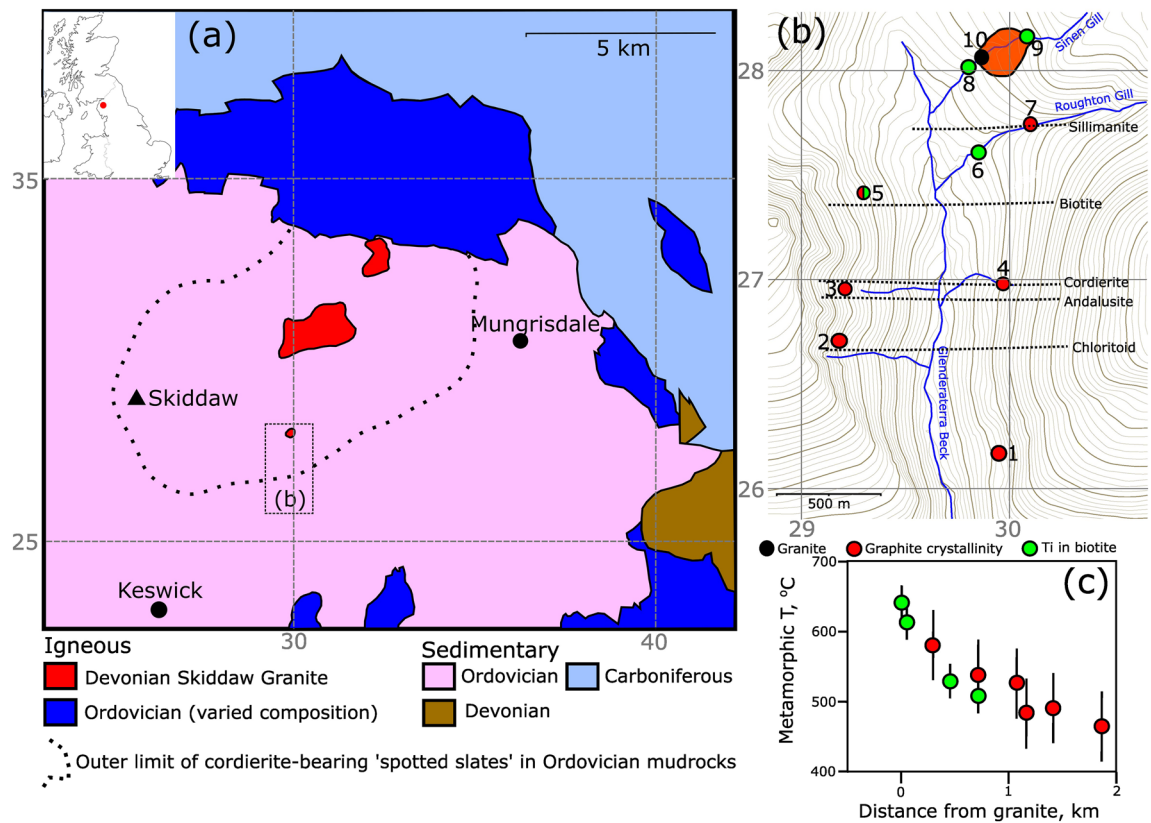 (a)
5 km
35
Mungrisdale
Skiddaw
(b)
25
Keswick
30
40
Igneous
Devonian Skiddaw Granite
Ordovician (varied composition)
Sedimentary
Ordovician
Carboniferous
Devonian
Outer limit of cordierite-bearing 'spotted slates' in Ordovician mudrocks
(b)
10
9
Sinen Gill
28
8
7
Roughton Gill
Sillimanite
6
5
Biotite
27
4
3
Cordierite
Andalusite
2
Chloritoid
Glenderaterra Beck
1
26
500 m
29
30
Granite
Graphite crystallinity
Ti in biotite
(c)
700
600
500
400
Metamorphic T, °C
0
1
2
Distance from granite, km